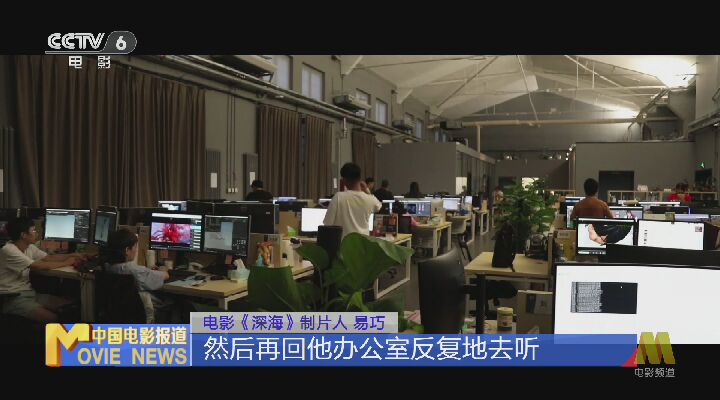 CCTV 6
电影
电影《深海》制片人 易巧
中国电影报道
MOVIE NEWS
然后再回他办公室反复地去听
电影频道